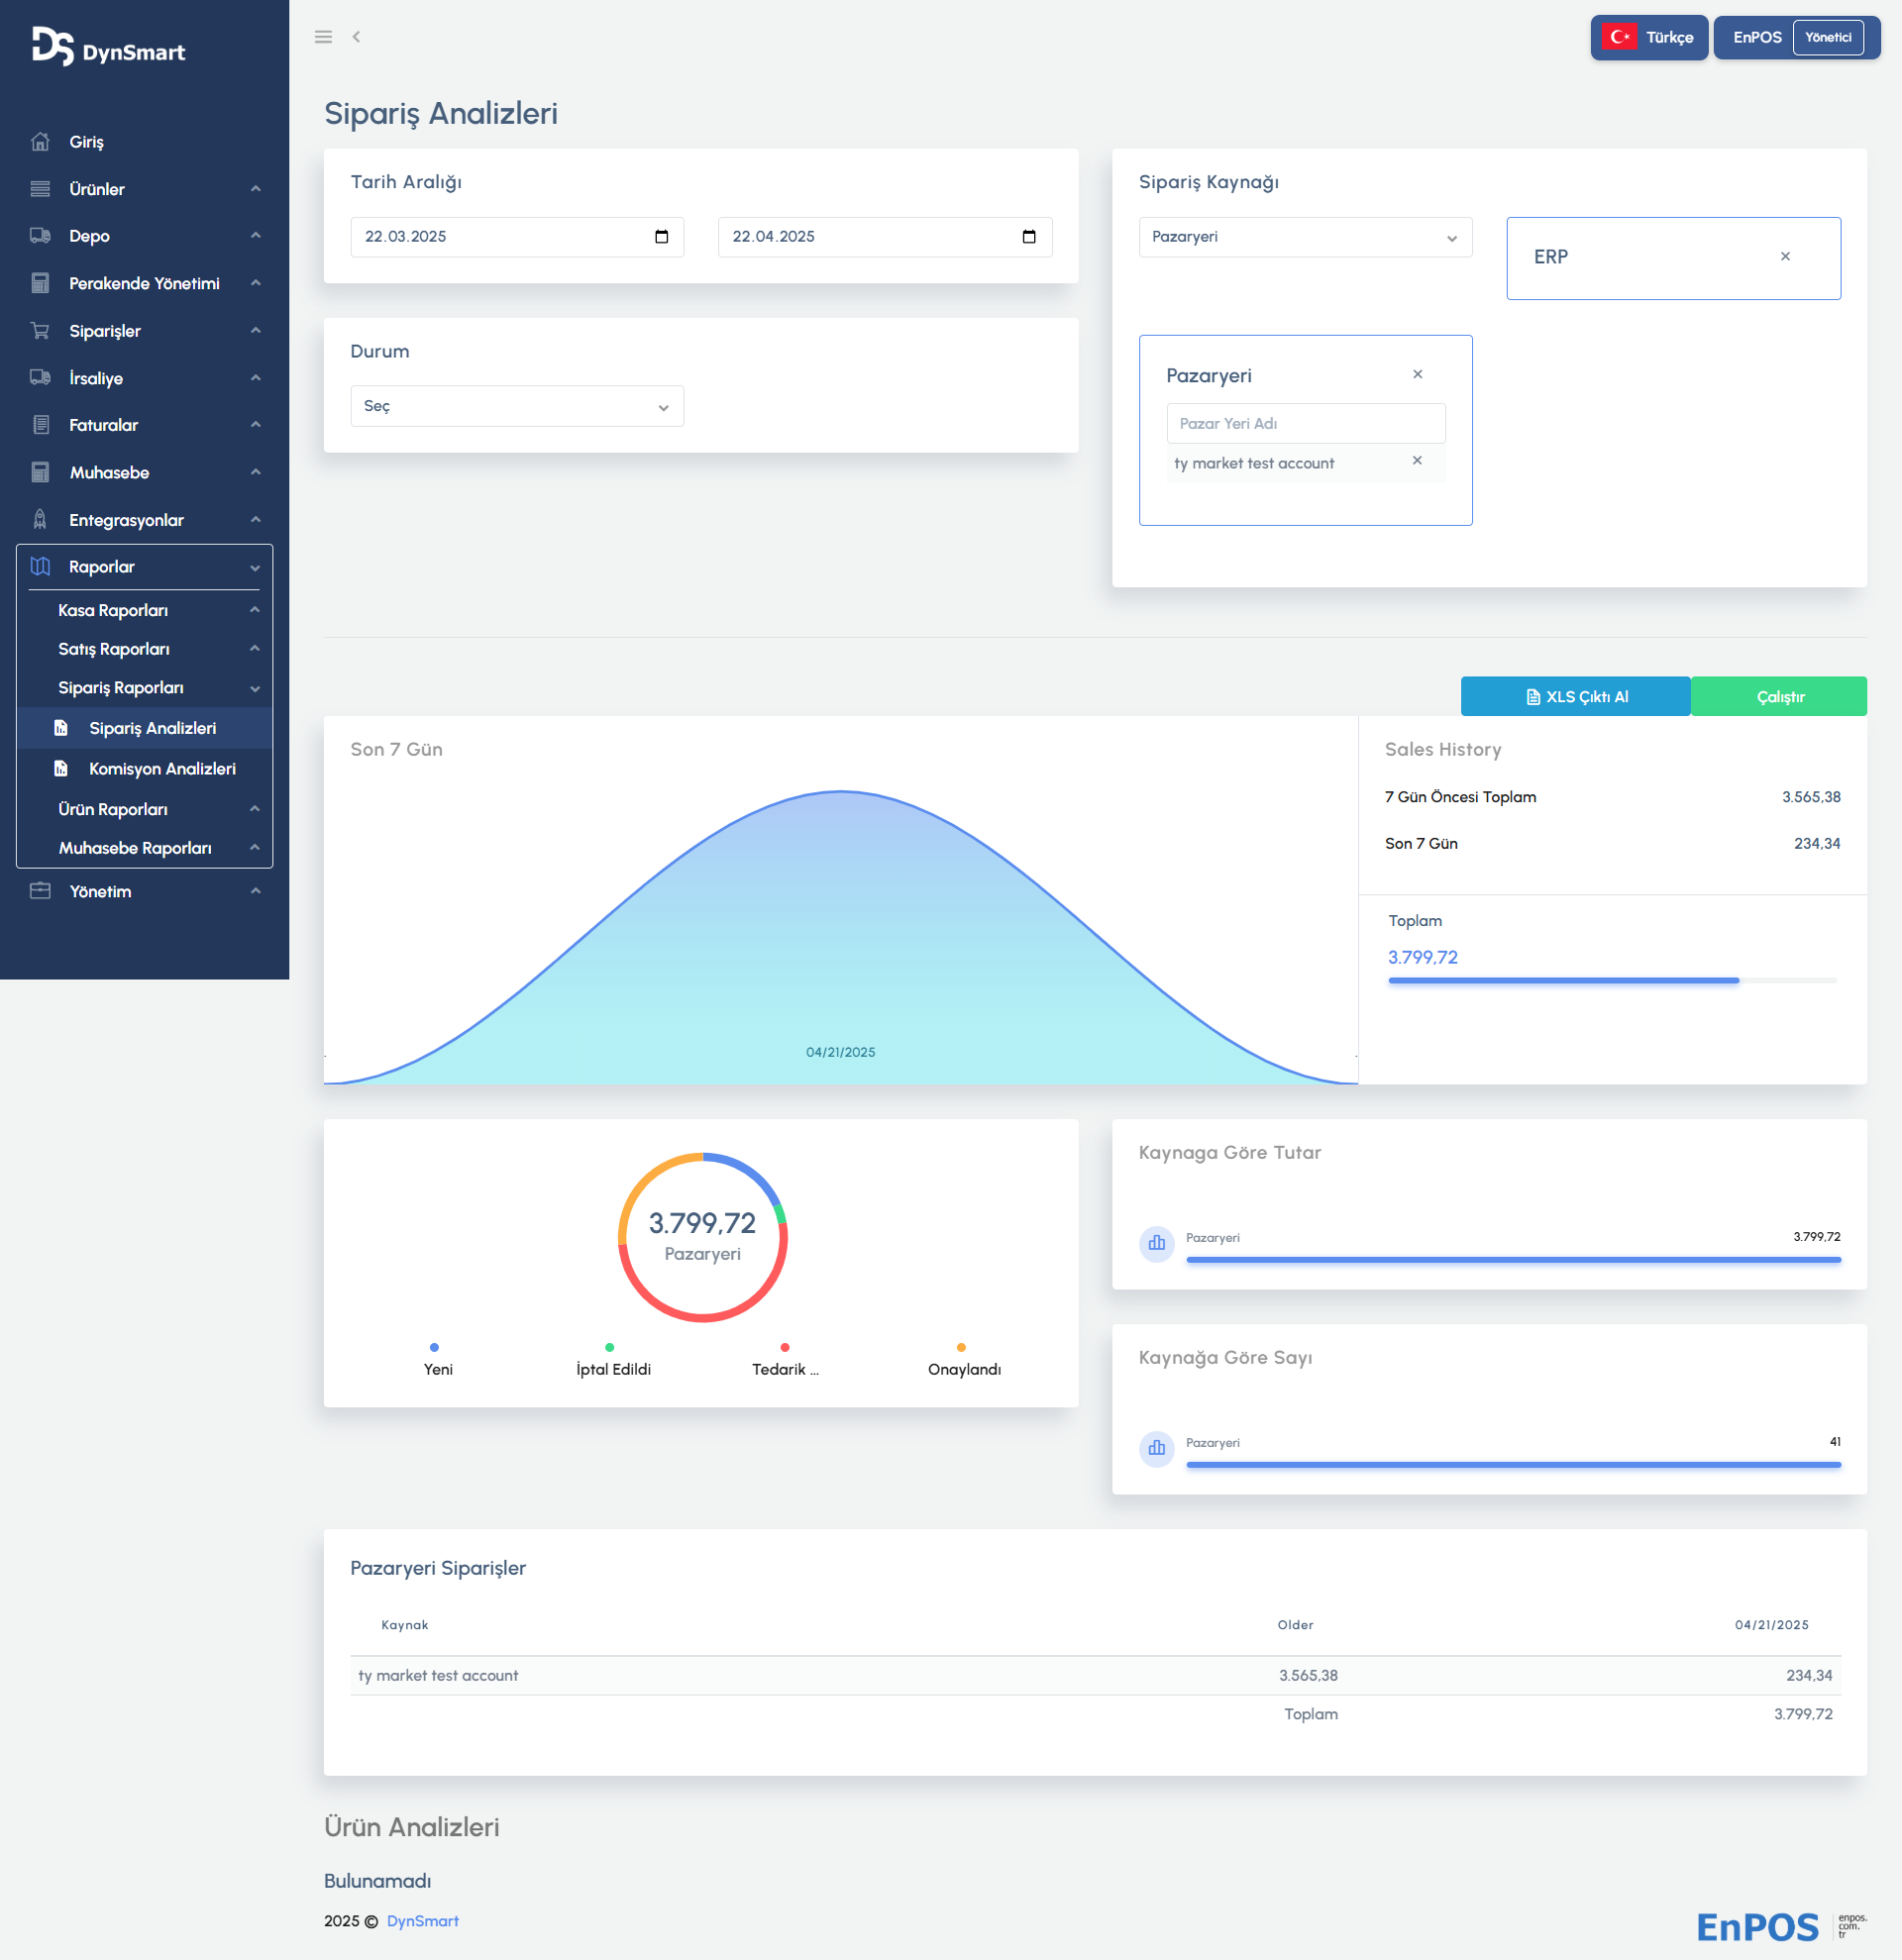 DS DynSmart
Giriş
Ürünler
Depo
Perakende Yönetimi
Siparişler
İrsaliye
Faturalar
Muhasebe
Entegrasyonlar
Raporlar
Kasa Raporları
Satış Raporları
Sipariş Raporları
Sipariş Analizleri
Komisyon Analizleri
Ürün Raporları
Muhasebe Raporları
Yönetim
Türkçe
EnPOS Yönetici
Sipariş Analizleri
Tarih Aralığı
22.03.2025 22.04.2025
Durum
Seç
Sipariş Kaynağı
Pazaryeri
ERP
Pazaryeri
Pazar Yeri Adı
ty market test account
XLS Çıktı Al Çalıştır
Son 7 Gün
04/21/2025
Sales History
7 Gün Öncesi Toplam 3.565,38
Son 7 Gün 234,34
Toplam
3.799,72
3.799,72
Pazaryeri
Yeni İptal Edildi Tedarik ... Onaylandı
Kaynaga Göre Tutar
Pazaryeri 3.799,72
Kaynağa Göre Sayı
Pazaryeri 41
Pazaryeri Siparişler
Kaynak Older 04/21/2025
ty market test account 3.565,38 234,34
Toplam 3.799,72
Ürün Analizleri
Bulunamadı
2025 © DynSmart
EnPOS
enpos.
com.
tr